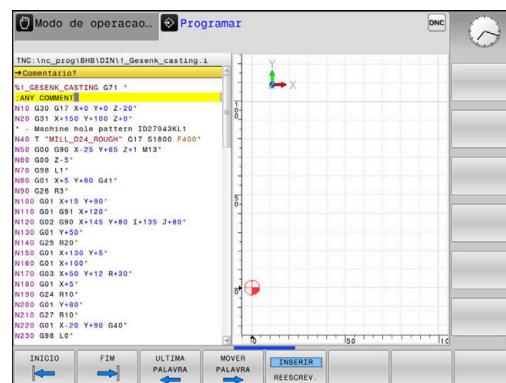 Modo de operacao...
Programar
DNC
TNC:\nc_prog\BHB\DIN\1_Gesenk_casting.i
→Comentario?
%1_GESENK_CASTING G71 *
;ANY COMMENT
N10 G30 G17 X+0 Y+0 Z-20*
N20 G31 X+150 Y+100 Z+0*
* - Machine hole pattern ID27943KL1
N40 T "MILL_D24_ROUGH" G17 S1800 F400*
N50 G00 G90 X-25 Y+65 Z+1 M13*
N60 G00 Z-5*
N70 G98 L1*
N80 G01 X+5 Y+80 G41*
N90 G26 R3*
N100 G01 X+15 Y+90*
N110 G01 G91 X+120*
N120 G02 G90 X+145 Y+80 I+135 J+80*
N130 G01 Y+50*
N140 G25 R20*
N150 G01 X+130 Y+5*
N160 G01 X+100*
N170 G03 X+50 Y+12 R+30*
N180 G01 X+5*
N190 G24 R10*
N200 G01 Y+80*
N210 G27 R10*
N220 G01 X-20 Y+90 G40*
N230 G98 L0*
Y
X
100
50
0
0
50
INICIO
FIM
ULTIMA
PALAVRA
MOVER
PALAVRA
INSERIR
REESCREV.